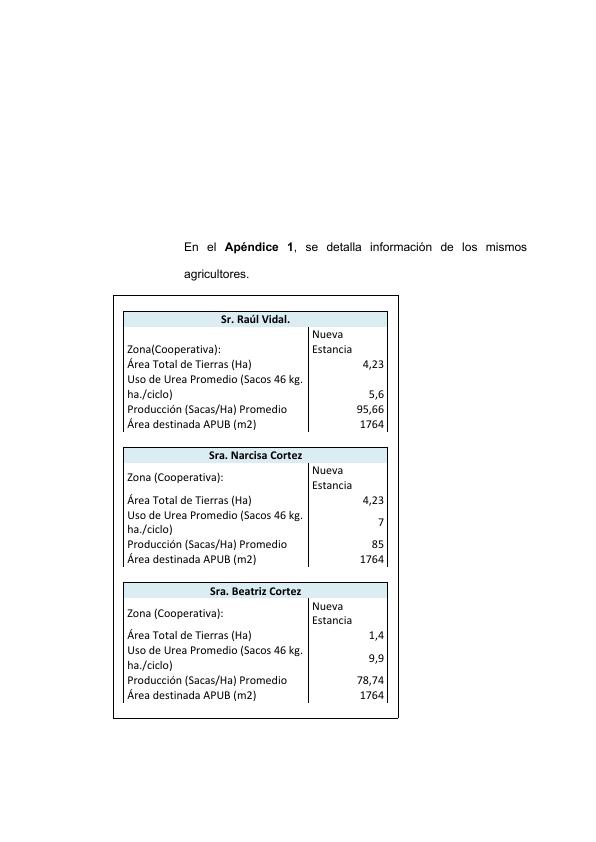 En el Apéndice 1, se detalla información de los mismos
agricultores.
Sr. Raúl Vidal.
Nueva
Zona(Cooperativa): Estancia
Área Total de Tierras (Ha) 4,23
Uso de Urea Promedio (Sacos 46 kg.
ha./ciclo) 5,6
Producción (Sacas/Ha) Promedio 95,66
Área destinada APUB (m2) 1764
Sra. Narcisa Cortez
Zona (Cooperativa): Nueva
Estancia
Área Total de Tierras (Ha) 4,23
Uso de Urea Promedio (Sacos 46 kg.
ha./ciclo) 7
Producción (Sacas/Ha) Promedio 85
Área destinada APUB (m2) 1764
Sra. Beatriz Cortez
Zona (Cooperativa): Nueva
Estancia
Área Total de Tierras (Ha) 1,4
Uso de Urea Promedio (Sacos 46 kg.
ha./ciclo) 9,9
Producción (Sacas/Ha) Promedio 78,74
Área destinada APUB (m2) 1764